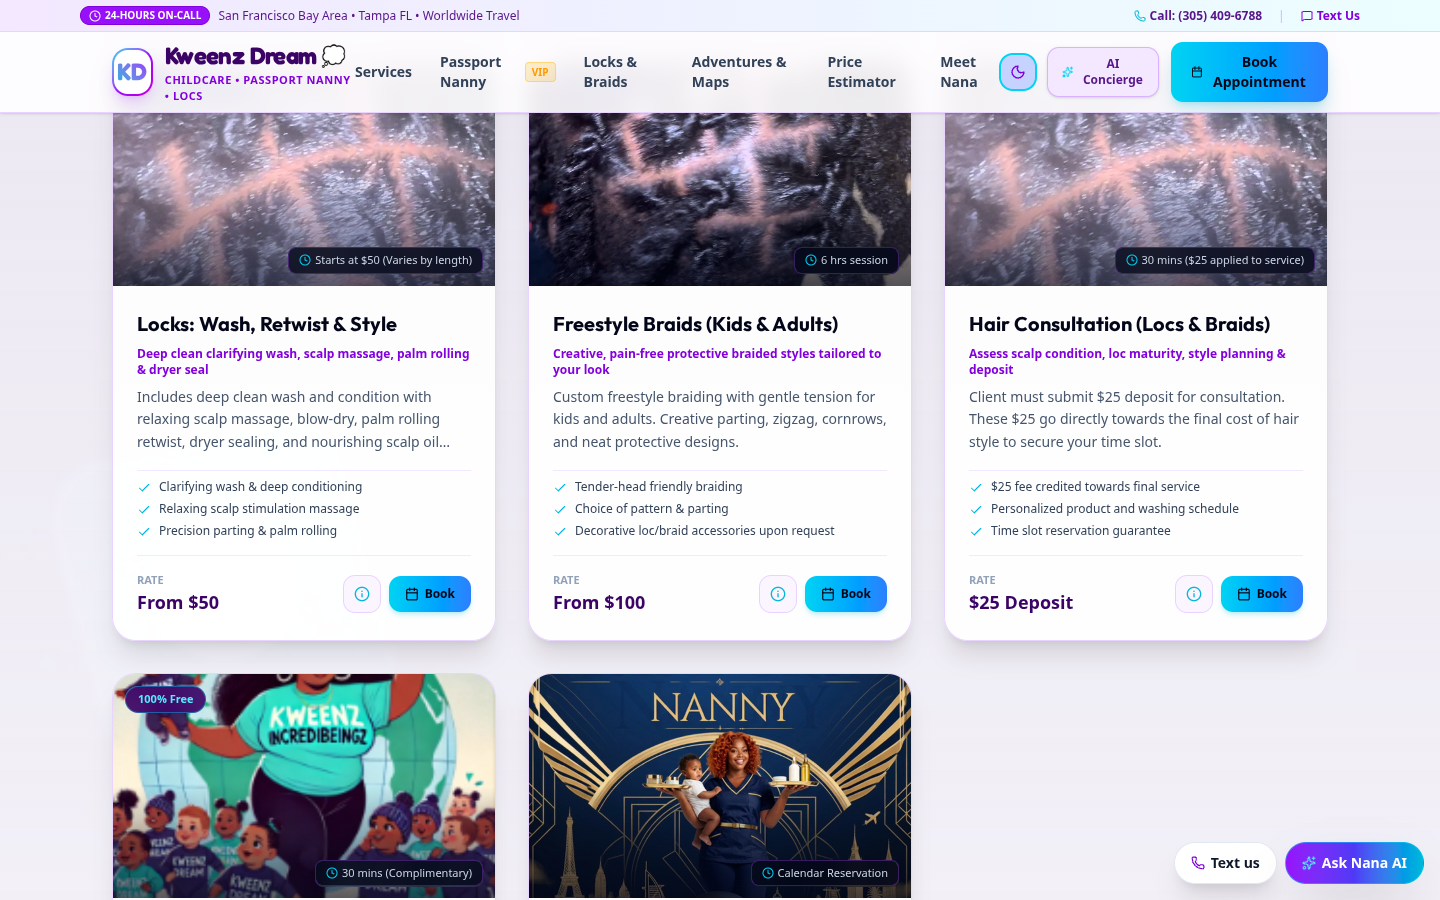 24-HOURS ON-CALL
San Francisco Bay Area • Tampa FL • Worldwide Travel
Call: (305) 409-6788
Text Us
KD
Kweenz Dream
CHILDCARE • PASSPORT NANNY
• LOCS
Services
Passport
Nanny
VIP
Locks &
Braids
Adventures &
Maps
Price
Estimator
Meet
Nana
AI
Concierge
Book
Appointment
Starts at $50 (Varies by length)
Locks: Wash, Retwist & Style
Deep clean clarifying wash, scalp massage, palm rolling
& dryer seal
Includes deep clean wash and condition with
relaxing scalp massage, blow-dry, palm rolling
retwist, dryer sealing, and nourishing scalp oil...
Clarifying wash & deep conditioning
Relaxing scalp stimulation massage
Precision parting & palm rolling
RATE
From $50
Book
6 hrs session
Freestyle Braids (Kids & Adults)
Creative, pain-free protective braided styles tailored to
your look
Custom freestyle braiding with gentle tension for
kids and adults. Creative parting, zigzag, cornrows,
and neat protective designs.
Tender-head friendly braiding
Choice of pattern & parting
Decorative loc/braid accessories upon request
RATE
From $100
Book
30 mins ($25 applied to service)
Hair Consultation (Locs & Braids)
Assess scalp condition, loc maturity, style planning &
deposit
Client must submit $25 deposit for consultation.
These $25 go directly towards the final cost of hair
style to secure your time slot.
$25 fee credited towards final service
Personalized product and washing schedule
Time slot reservation guarantee
RATE
$25 Deposit
Book
100% Free
KWEENZ
INCREDIBEINGZ
30 mins (Complimentary)
NANNY
Calendar Reservation
Text us
Ask Nana AI